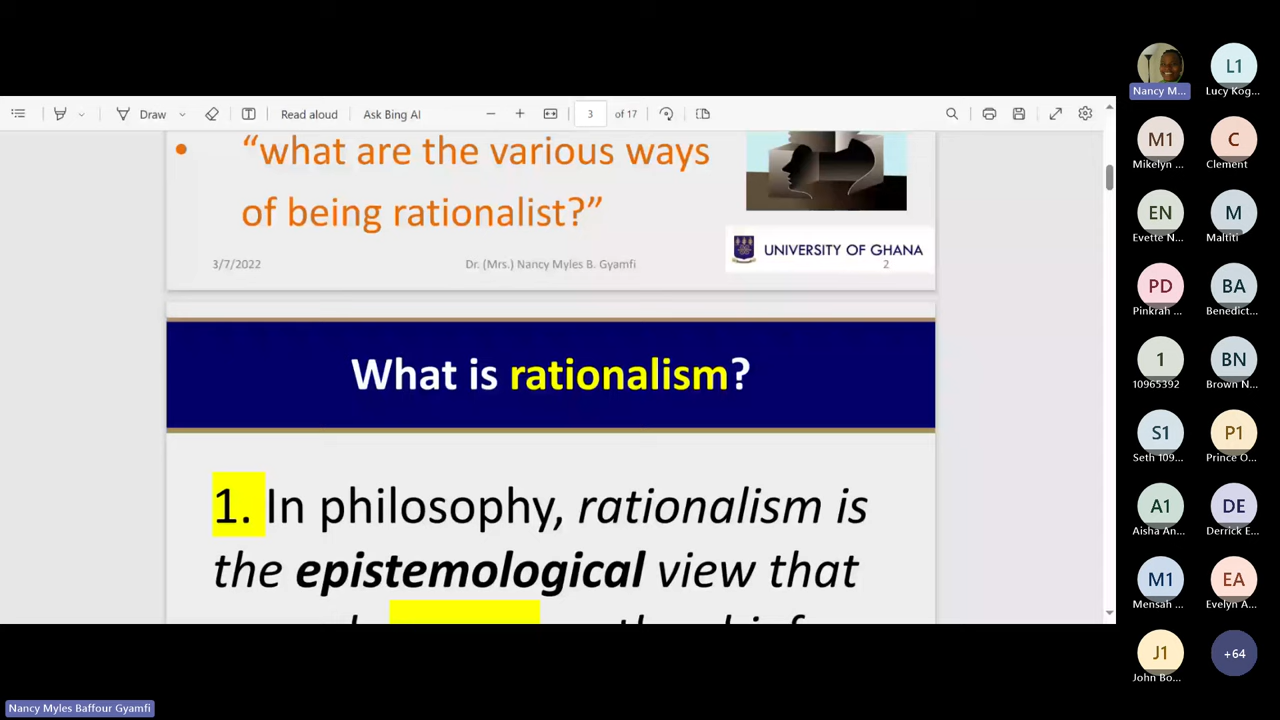 Draw
Read aloud
Ask Bing AI
3 of 17
• “what are the various ways
of being rationalist?”
UNIVERSITY OF GHANA
3/7/2022
Dr. (Mrs.) Nancy Myles B. Gyamfi
2
What is rationalism?
1. In philosophy, rationalism is
the epistemological view that
Nancy M...
L1
Lucy Kog...
M1
Mikelyn ...
C
Clement
EN
Evette N...
M
Maltiti
PD
Pinkrah ...
BA
Benedict...
1
10965392
BN
Brown N...
S1
Seth 109...
P1
Prince O...
A1
Aisha An...
DE
Derrick E...
M1
Mensah ...
EA
Evelyn A...
J1
John Bo...
+64
Nancy Myles Baffour Gyamfi